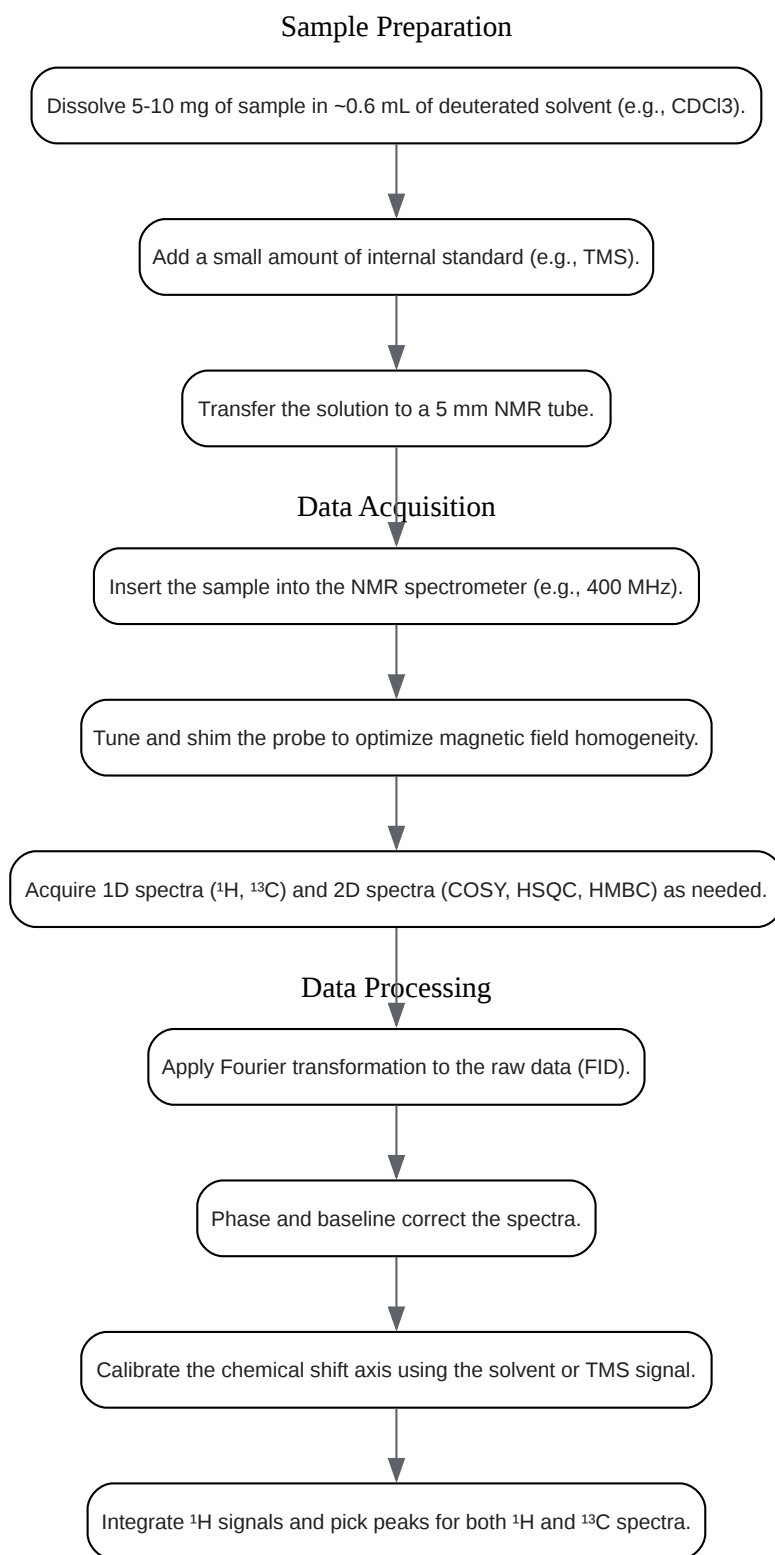 Sample Preparation
Dissolve 5-10 mg of sample in ~0.6 mL of deuterated solvent (e.g., CDCl3).
Add a small amount of internal standard (e.g., TMS).
Transfer the solution to a 5 mm NMR tube.
Data Acquisition
Insert the sample into the NMR spectrometer (e.g., 400 MHz).
Tune and shim the probe to optimize magnetic field homogeneity.
Acquire 1D spectra (¹H, ¹³C) and 2D spectra (COSY, HSQC, HMBC) as needed.
Data Processing
Apply Fourier transformation to the raw data (FID).
Phase and baseline correct the spectra.
Calibrate the chemical shift axis using the solvent or TMS signal.
Integrate ¹H signals and pick peaks for both ¹H and ¹³C spectra.